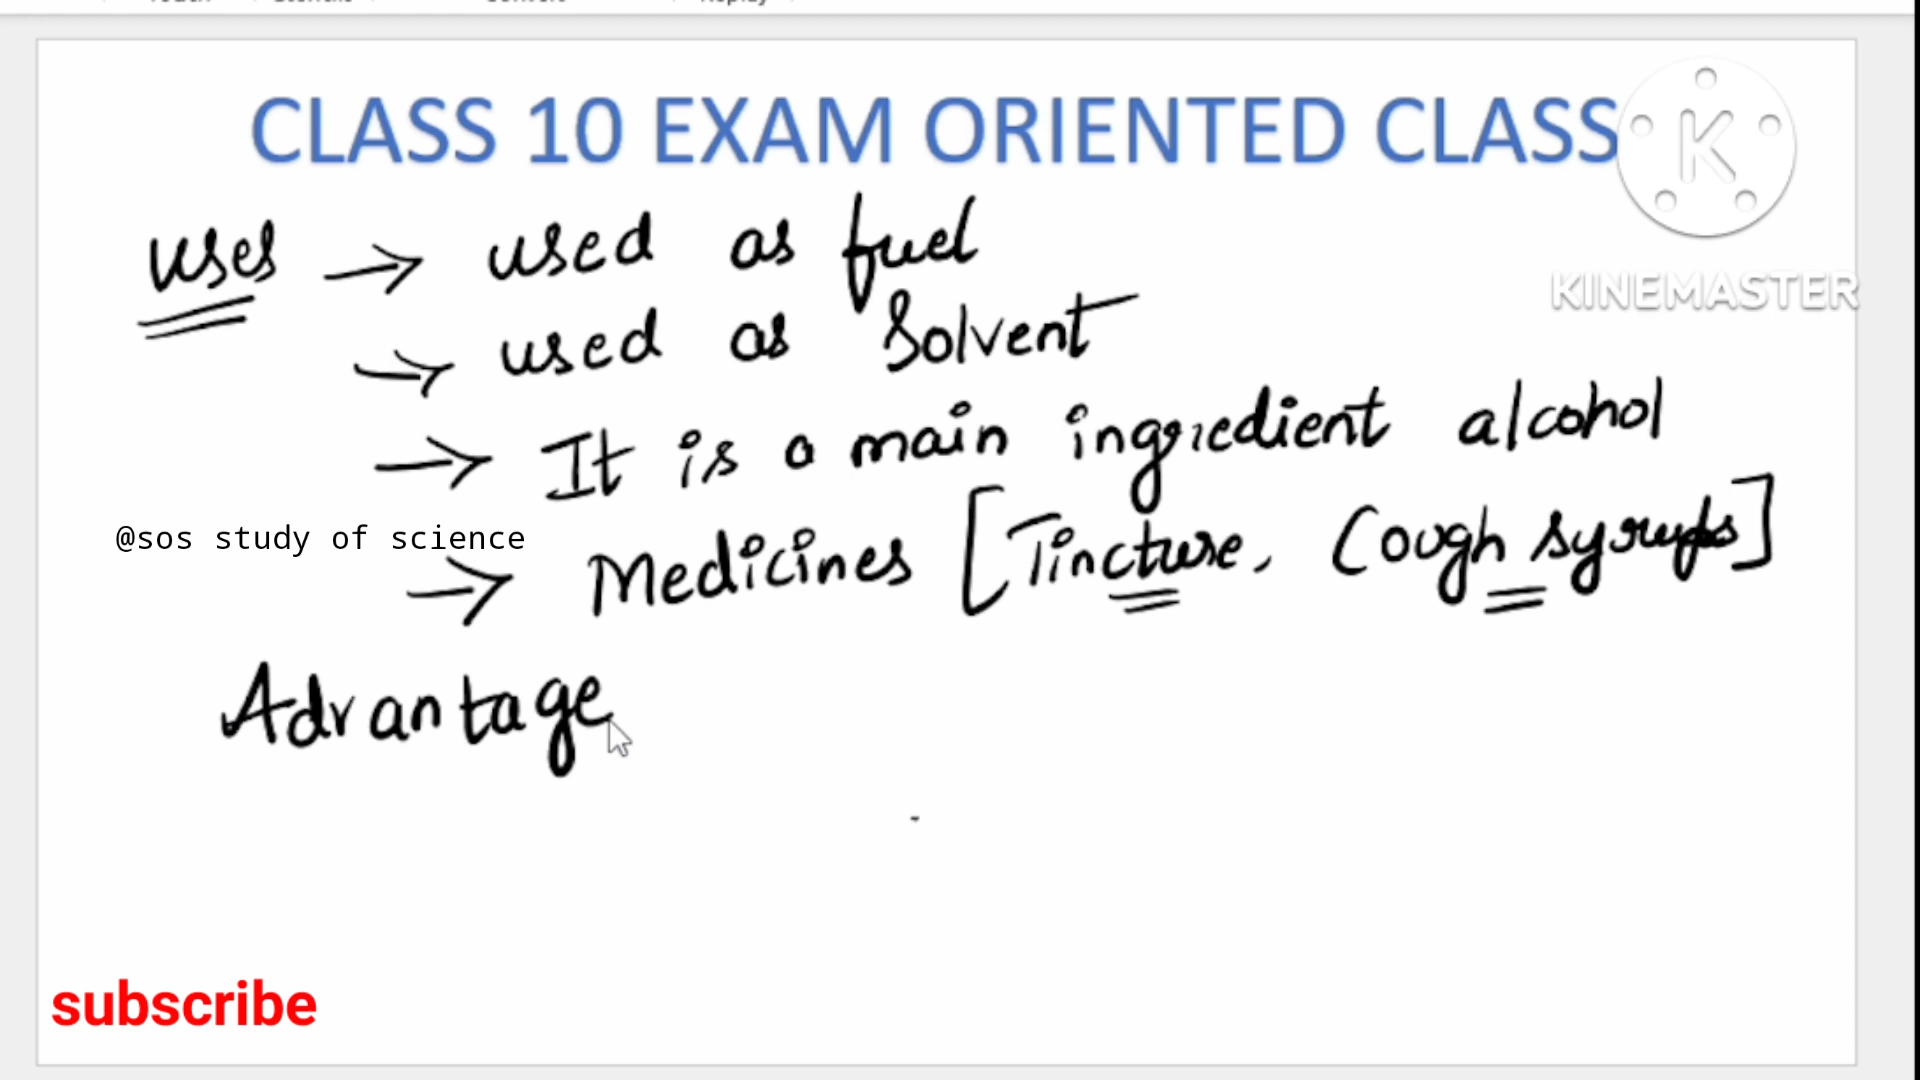 CLASS 10 EXAM ORIENTED CLASS
K
KINEMASTER
uses → used as fuel
→ used as Solvent
→ It is a main ingredient alcohol
@sos study of science
→ Medicines [Tincture, Cough syrups]
Advantage
subscribe